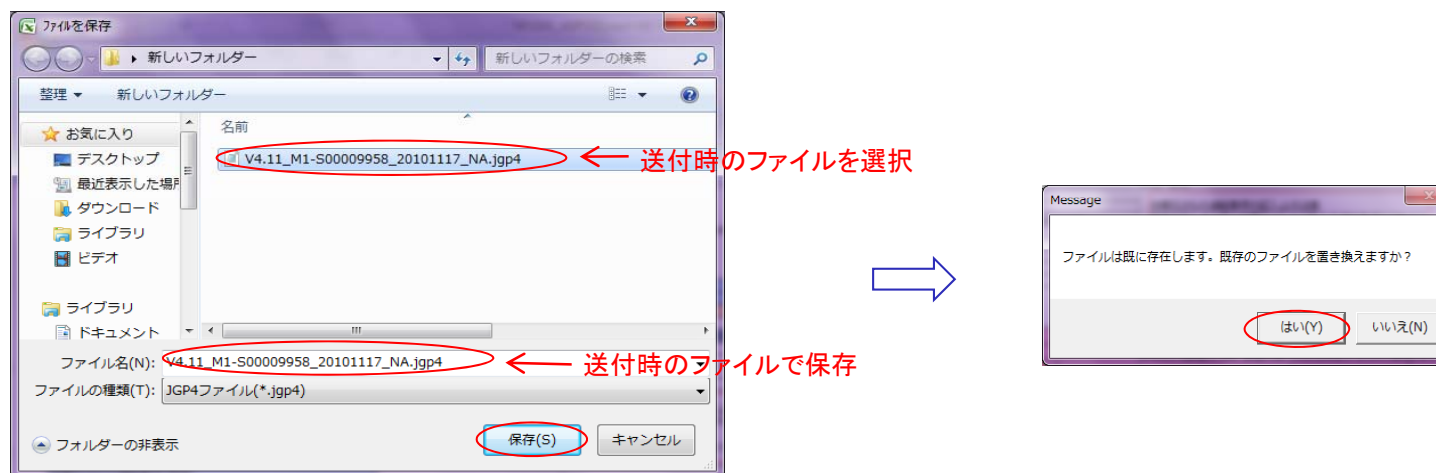 ファイルを保存
新しいフォルダー
新しいフォルダーの検索
整理
新しいフォルダー
お気に入り
デスクトップ
最近表示した場所
ダウンロード
ライブラリ
ビデオ
ライブラリ
ドキュメント
名前
V4.11_M1-S00009958_20101117_NA.jgp4
送付時のファイルを選択
ファイル名(N): V4.11_M1-S00009958_20101117_NA.jgp4
送付時のファイルで保存
ファイルの種類(T): JGP4ファイル(*.jgp4)
フォルダーの非表示
保存(S)
キャンセル
Message
ファイルは既に存在します。既存のファイルを置き換えますか？
はい(Y)
いいえ(N)